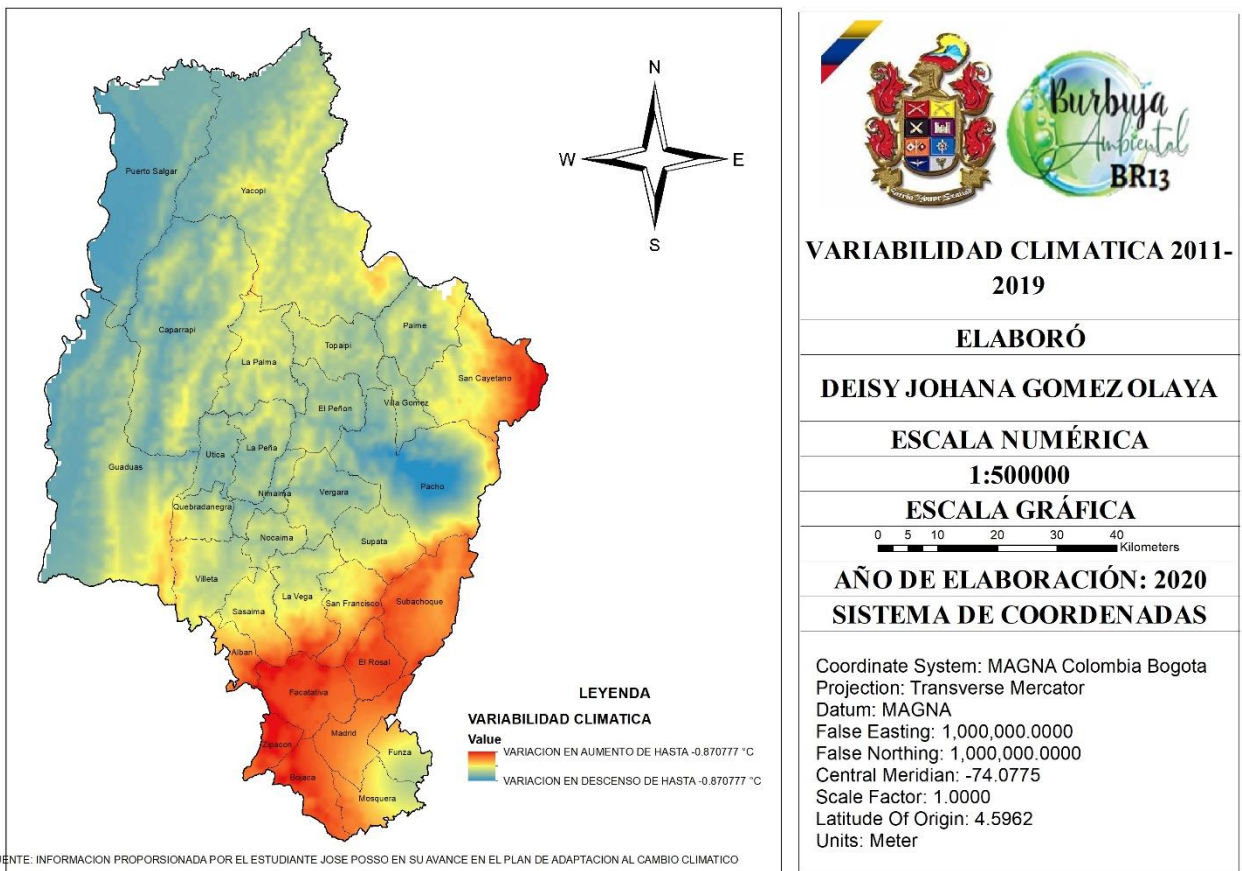 N
W E
S
Puerto Salgar
Yacopi
Caparrapi
Paime
Topaipi
La Palma
San Cayetano
El Peñon
Villa Gomez
La Peña
Utica
Guaduas
Pacho
Nimaima
Vergara
Quebradanegra
Nocaima
Supata
Villeta
La Vega
San Francisco
Subachoque
Sasaima
Alban
El Rosal
Facatativa
Madrid
Zipacon
Funza
Bojaca
Mosquera
LEYENDA
VARIABILIDAD CLIMATICA
Value
VARIACION EN AUMENTO DE HASTA -0.870777 °C
VARIACION EN DESCENSO DE HASTA -0.870777 °C
ENTE: INFORMACION PROPORSIONADA POR EL ESTUDIANTE JOSE POSSO EN SU AVANCE EN EL PLAN DE ADAPTACION AL CAMBIO CLIMATICO
Burbuja
Ambiental
BR13
VARIABILIDAD CLIMATICA 2011-
2019
ELABORÓ
DEISY JOHANA GOMEZ OLAYA
ESCALA NUMÉRICA
1:500000
ESCALA GRÁFICA
0 5 10 20 30 40
Kilometers
AÑO DE ELABORACIÓN: 2020
SISTEMA DE COORDENADAS
Coordinate System: MAGNA Colombia Bogota
Projection: Transverse Mercator
Datum: MAGNA
False Easting: 1,000,000.0000
False Northing: 1,000,000.0000
Central Meridian: -74.0775
Scale Factor: 1.0000
Latitude Of Origin: 4.5962
Units: Meter